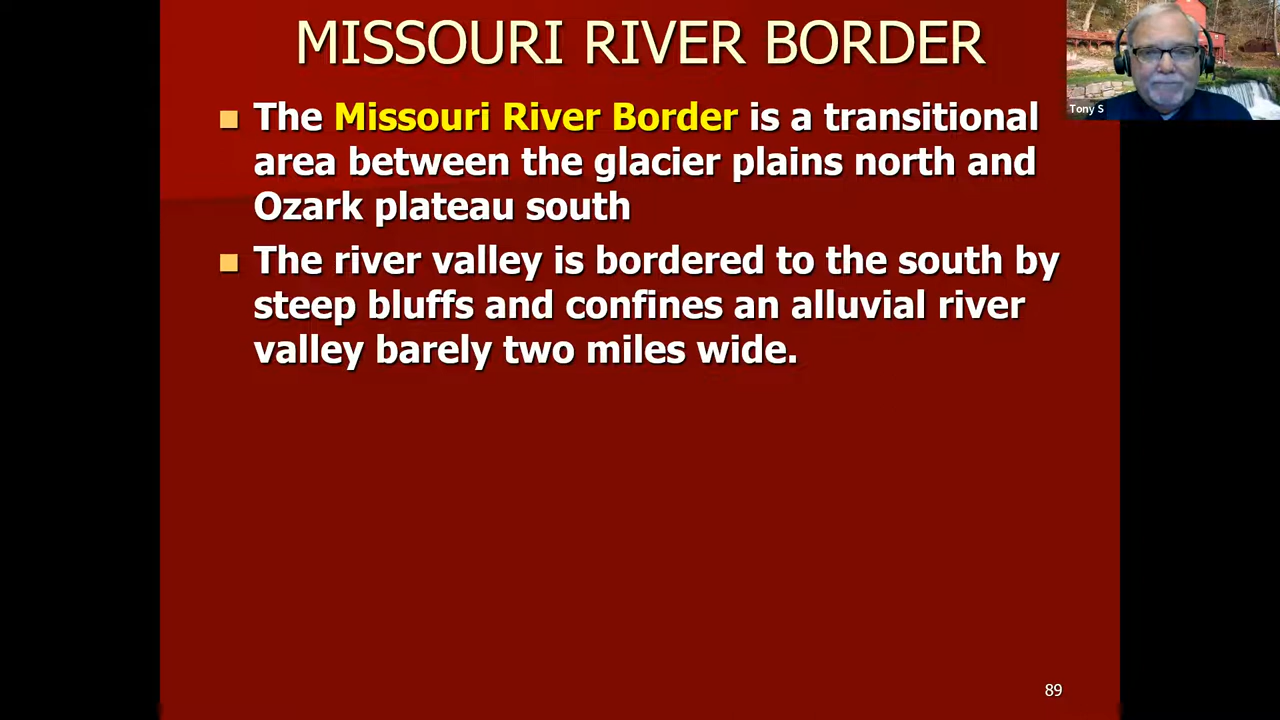 MISSOURI RIVER BORDER
Tony S
The Missouri River Border is a transitional
area between the glacier plains north and
Ozark plateau south
The river valley is bordered to the south by
steep bluffs and confines an alluvial river
valley barely two miles wide.
89